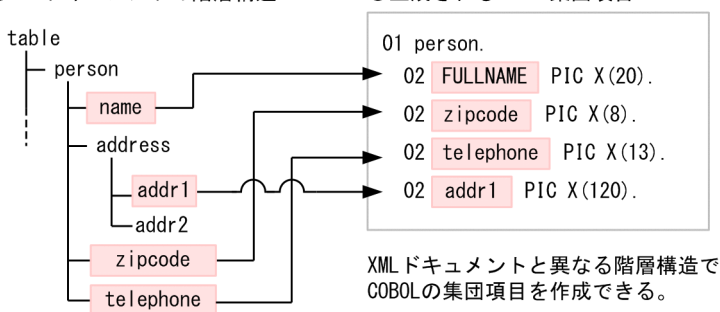 table
person
name
address
addr1
addr2
zipcode
telephone
01 person.
02 FULLNAME PIC X(20).
02 zipcode PIC X(8).
02 telephone PIC X(13).
02 addr1 PIC X(120).
XMLドキュメントと異なる階層構造で
COBOLの集団項目を作成できる。